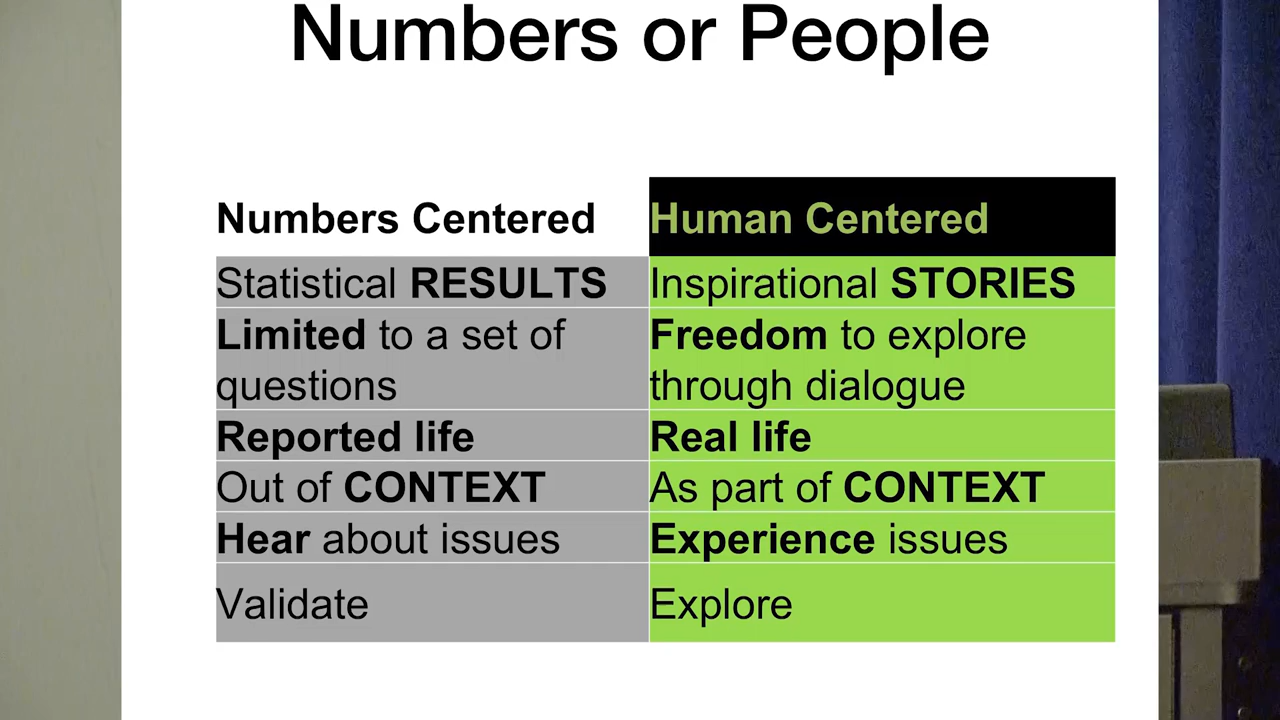 Numbers or People
Numbers Centered
Human Centered
Statistical RESULTS
Inspirational STORIES
Limited to a set of
questions
Freedom to explore
through dialogue
Reported life
Real life
Out of CONTEXT
As part of CONTEXT
Hear about issues
Experience issues
Validate
Explore